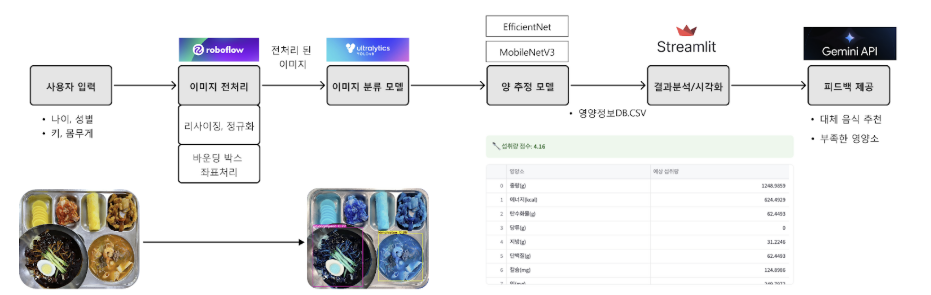 EfficientNet
MobileNetV3
roboflow
전처리 된
이미지
ultralytics
Streamlit
Gemini API
사용자 입력
이미지 전처리
이미지 분류 모델
양 추정 모델
결과분석/시각화
피드백 제공
• 나이, 성별
• 키, 몸무게
리사이징, 정규화
바운딩 박스
좌표처리
• 영양정보DB.CSV
• 대체 음식 추천
• 부족한 영양소
섭취량 점수: 4.16
영양소 예상 섭취량
0 중량(g) 1248.9859
1 에너지(kcal) 624.4929
2 탄수화물(g) 62.4493
3 당류(g) 0
4 지방(g) 31.2246
5 단백질(g) 62.4493
6 칼슘(mg) 124.8986